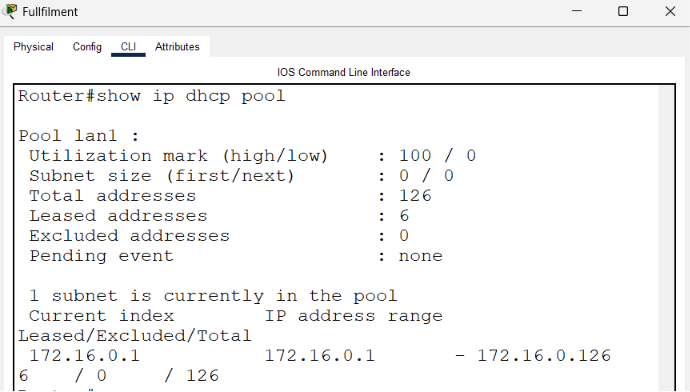 Fullfilment
Physical Config CLI Attributes
IOS Command Line Interface
Router#show ip dhcp pool
Pool lan1 :
Utilization mark (high/low) : 100 / 0
Subnet size (first/next) : 0 / 0
Total addresses : 126
Leased addresses : 6
Excluded addresses : 0
Pending event : none
1 subnet is currently in the pool
Current index IP address range
Leased/Excluded/Total
172.16.0.1 172.16.0.1 - 172.16.0.126
6 / 0 / 126